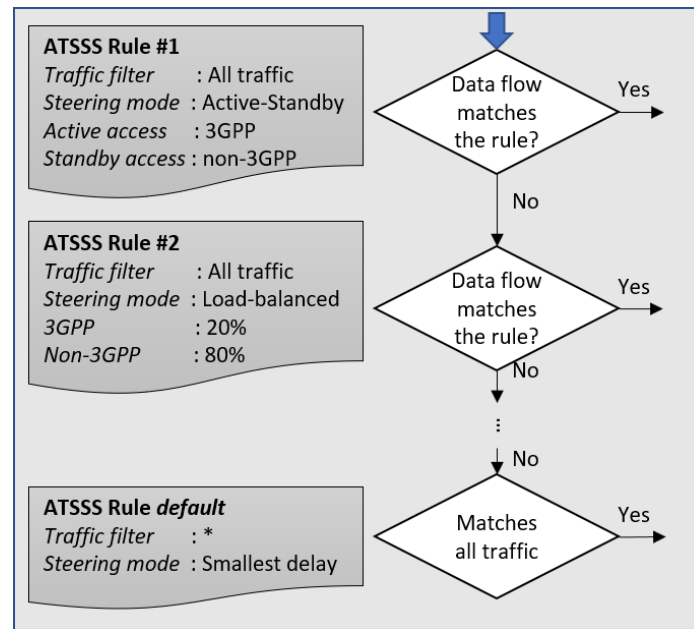 ATSSS Rule #1
Traffic filter : All traffic
Steering mode : Active-Standby
Active access : 3GPP
Standby access : non-3GPP
Data flow
matches
the rule?
Yes
No
ATSSS Rule #2
Traffic filter : All traffic
Steering mode : Load-balanced
3GPP : 20%
Non-3GPP : 80%
Data flow
matches
the rule?
Yes
No
...
No
ATSSS Rule default
Traffic filter : *
Steering mode : Smallest delay
Matches
all traffic
Yes